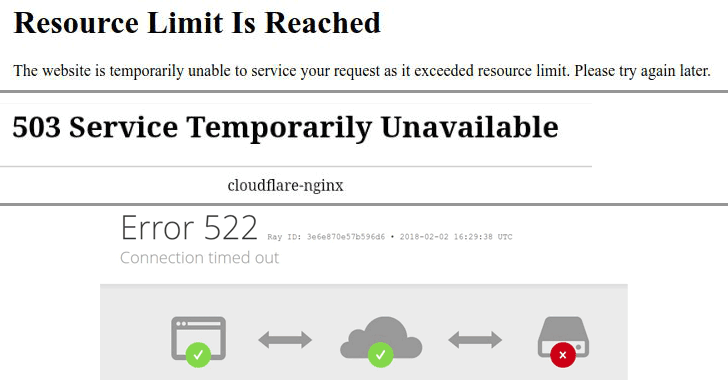 Resource Limit Is Reached
The website is temporarily unable to service your request as it exceeded resource limit. Please try again later.
503 Service Temporarily Unavailable
cloudflare-nginx
Error 522 Ray ID: 3e6e870e57b596d6 • 2018-02-02 16:29:38 UTC
Connection timed out